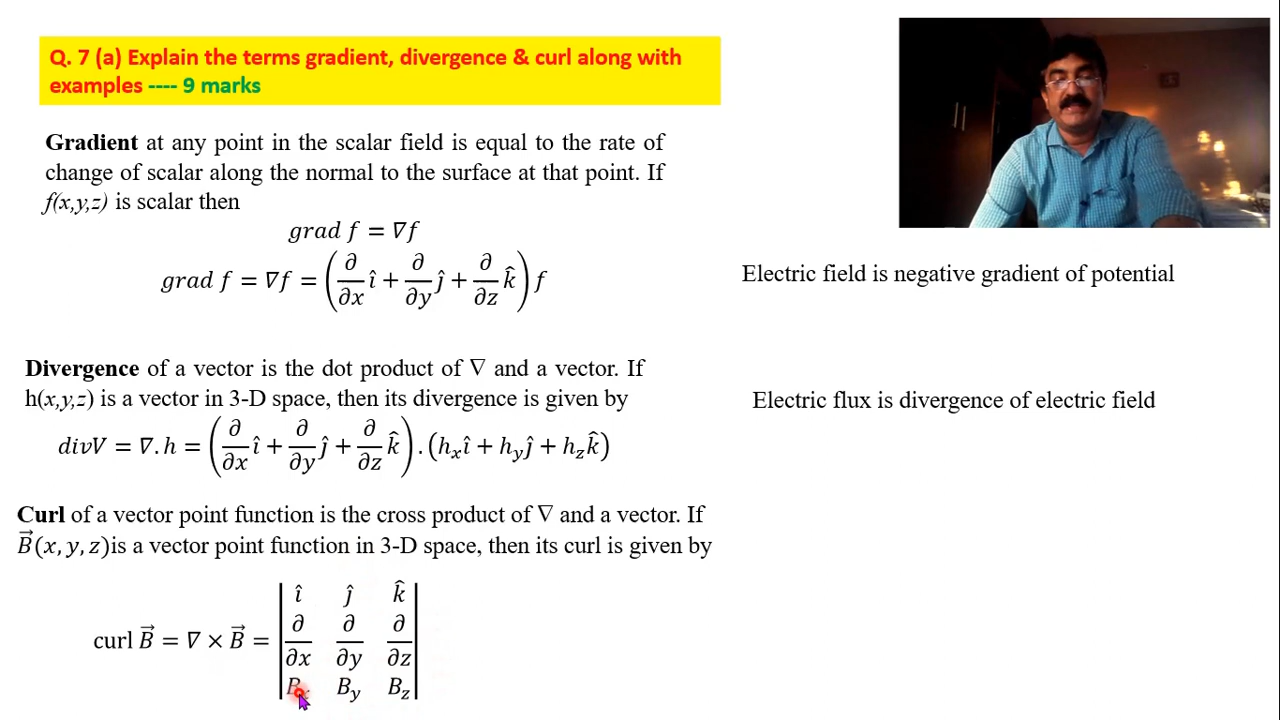 Q. 7 (a) Explain the terms gradient, divergence & curl along with
examples ---- 9 marks
Gradient at any point in the scalar field is equal to the rate of
change of scalar along the normal to the surface at that point. If
f(x,y,z) is scalar then
grad f = ∇f
grad f = ∇f = (∂/∂x î + ∂/∂y ĵ + ∂/∂z k̂) f
Electric field is negative gradient of potential
Divergence of a vector is the dot product of ∇ and a vector. If
h(x,y,z) is a vector in 3-D space, then its divergence is given by
divV = ∇.h = (∂/∂x î + ∂/∂y ĵ + ∂/∂z k̂).(hₓî + h_yĵ + h_zk̂)
Electric flux is divergence of electric field
Curl of a vector point function is the cross product of ∇ and a vector. If
B⃗(x, y, z)is a vector point function in 3-D space, then its curl is given by
curl B⃗ = ∇ × B⃗ =
î ĵ k̂
∂/∂x ∂/∂y ∂/∂z
B_y B_z